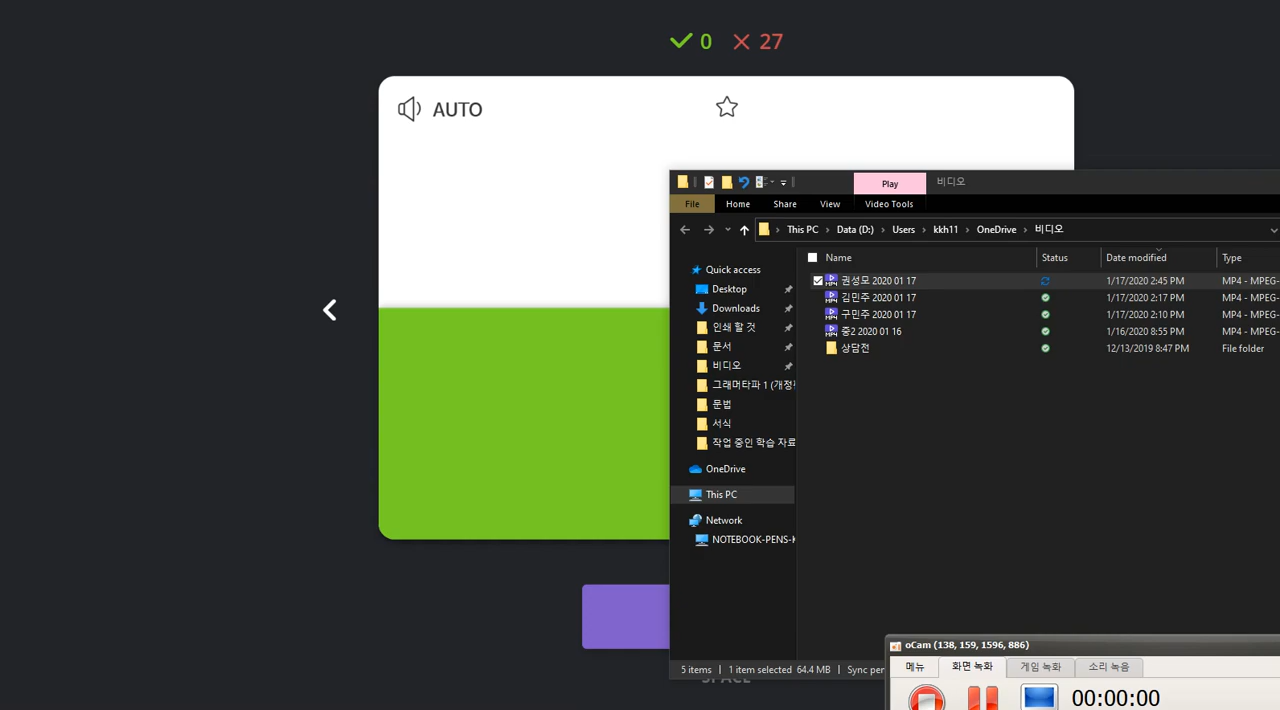 0 27
AUTO
Play 비디오
File Home Share View Video Tools
This PC › Data (D:) › Users › kkh11 › OneDrive › 비디오
Name Status Date modified Type
권성모 2020 01 17 1/17/2020 2:45 PM MP4 - MPEG-
김민주 2020 01 17 1/17/2020 2:17 PM MP4 - MPEG-
구민주 2020 01 17 1/17/2020 2:10 PM MP4 - MPEG-
중2 2020 01 16 1/16/2020 8:55 PM MP4 - MPEG-
상담전 12/13/2019 8:47 PM File folder
Quick access
Desktop
Downloads
인쇄 할 것
문서
비디오
그래머타파 1 (개정
문법
서식
작업 중인 학습 자료
OneDrive
This PC
Network
NOTEBOOK-PENS-K
5 items 1 item selected 64.4 MB Sync per
SPACE
oCam (138, 159, 1596, 886)
메뉴 화면 녹화 게임 녹화 소리 녹음
00:00:00